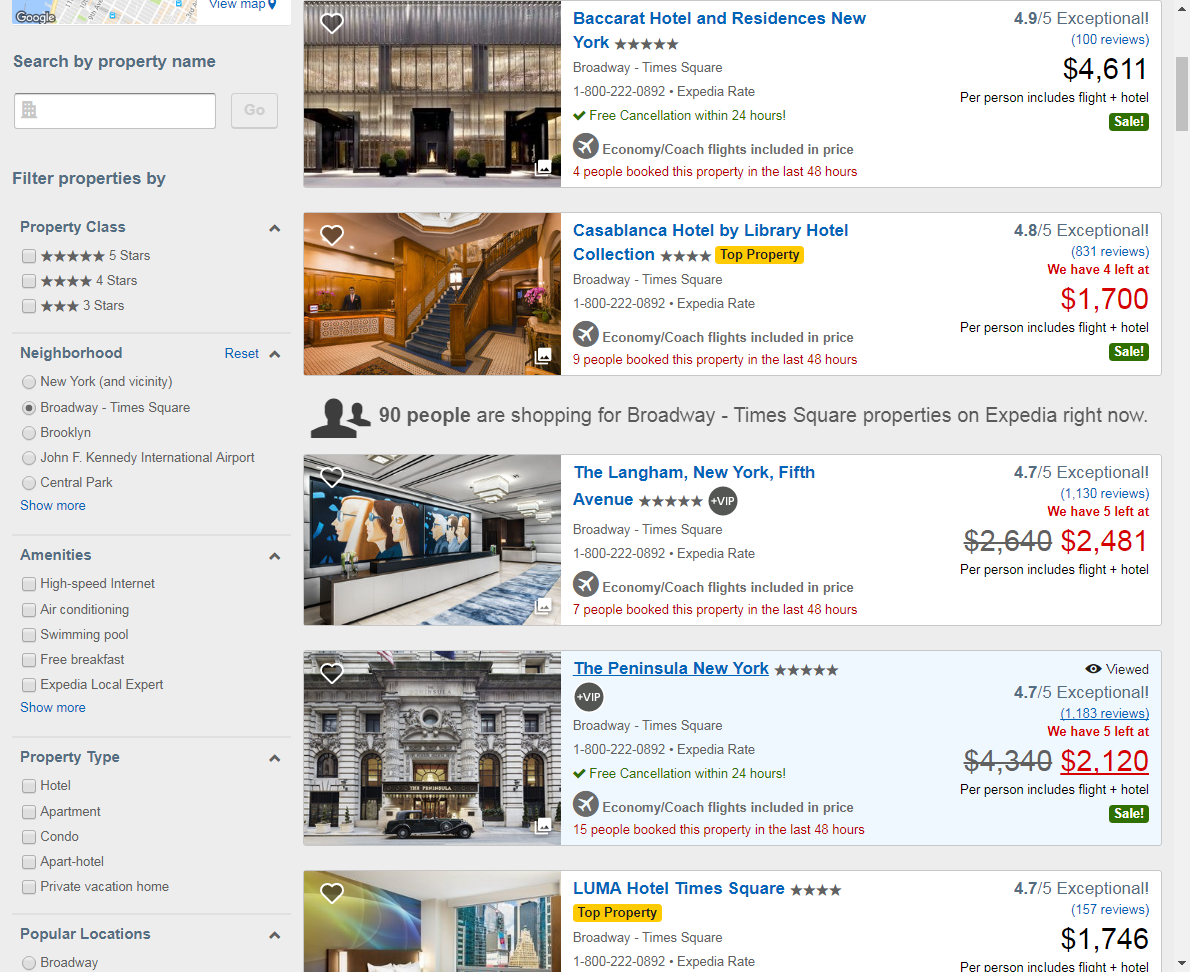 Google
View map
Search by property name
Go
Filter properties by
Property Class
5 Stars
4 Stars
3 Stars
Neighborhood
Reset
New York (and vicinity)
Broadway - Times Square
Brooklyn
John F. Kennedy International Airport
Central Park
Show more
Amenities
High-speed Internet
Air conditioning
Swimming pool
Free breakfast
Expedia Local Expert
Show more
Property Type
Hotel
Apartment
Condo
Apart-hotel
Private vacation home
Popular Locations
Broadway
Baccarat Hotel and Residences New
York
Broadway - Times Square
1-800-222-0892 • Expedia Rate
Free Cancellation within 24 hours!
Economy/Coach flights included in price
4 people booked this property in the last 48 hours
4.9/5 Exceptional!
(100 reviews)
$4,611
Per person includes flight + hotel
Sale!
Casablanca Hotel by Library Hotel
Collection Top Property
Broadway - Times Square
1-800-222-0892 • Expedia Rate
Economy/Coach flights included in price
9 people booked this property in the last 48 hours
4.8/5 Exceptional!
(831 reviews)
We have 4 left at
$1,700
Per person includes flight + hotel
Sale!
90 people are shopping for Broadway - Times Square properties on Expedia right now.
The Langham, New York, Fifth
Avenue +VIP
Broadway - Times Square
1-800-222-0892 • Expedia Rate
Economy/Coach flights included in price
7 people booked this property in the last 48 hours
4.7/5 Exceptional!
(1,130 reviews)
We have 5 left at
$2,640 $2,481
Per person includes flight + hotel
THE PENINSULA
The Peninsula New York
+VIP
Broadway - Times Square
1-800-222-0892 • Expedia Rate
Free Cancellation within 24 hours!
Economy/Coach flights included in price
15 people booked this property in the last 48 hours
Viewed
4.7/5 Exceptional!
(1,183 reviews)
We have 5 left at
$4,340 $2,120
Per person includes flight + hotel
Sale!
LUMA Hotel Times Square
Top Property
Broadway - Times Square
1-800-222-0892 • Expedia Rate
4.7/5 Exceptional!
(157 reviews)
$1,746
Per person includes flight + hotel